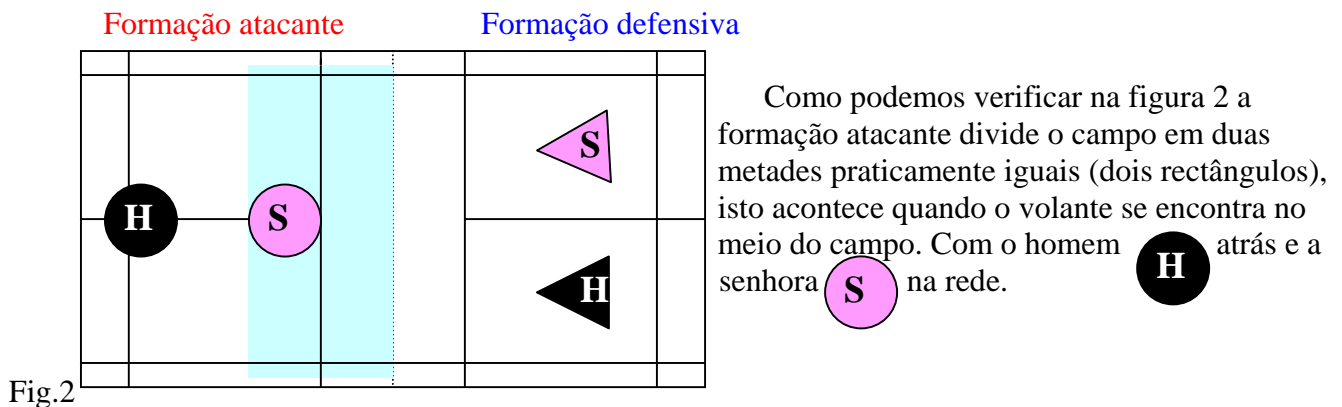 Formação atacante Formação defensiva
H
S
S
H
Como podemos verificar na figura 2 a
formação atacante divide o campo em duas
metades praticamente iguais (dois rectângulos),
isto acontece quando o volante se encontra no
meio do campo. Com o homem H atrás e a
senhora S na rede.
Fig.2